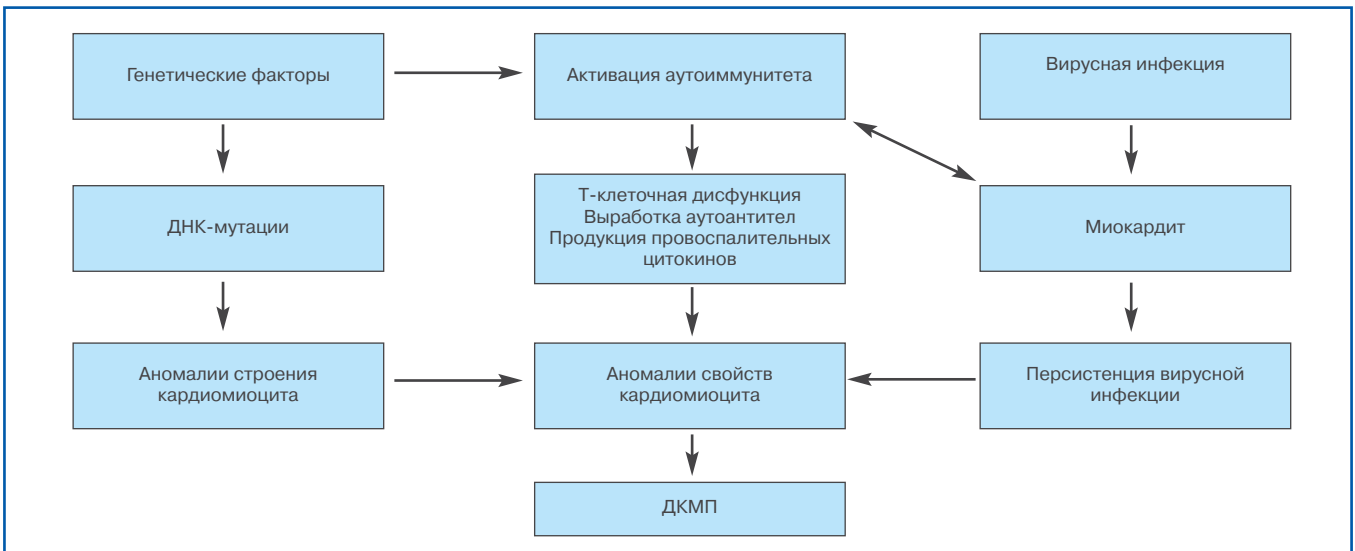 Генетические факторы
Активация аутоиммунитета
Вирусная инфекция
ДНК-мутации
Т-клеточная дисфункция
Выработка аутоантител
Продукция провоспалительных
цитокинов
Миокардит
Аномалии строения
кардиомиоцита
Аномалии свойств
кардиомиоцита
Персистенция вирусной
инфекции
ДКМП